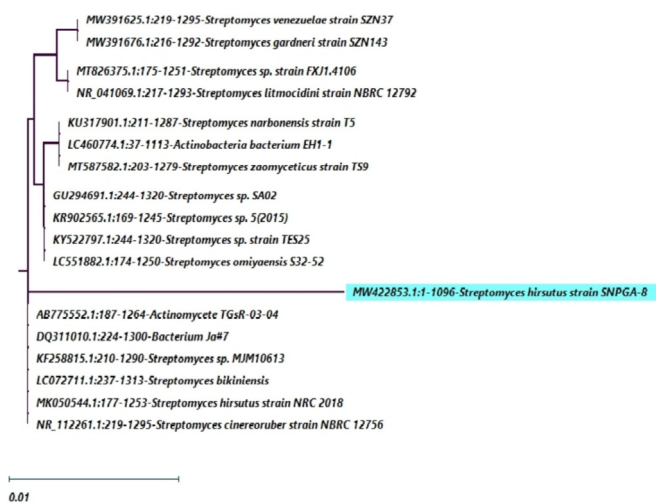 MW391625.1:219-1295-Streptomyces venezuelae strain SZN37
MW391676.1:216-1292-Streptomyces gardneri strain SZN143
MT826375.1:175-1251-Streptomyces sp. strain FXJ1.4106
NR_041069.1:217-1293-Streptomyces litmocidini strain NBRC 12792
KU317901.1:211-1287-Streptomyces narbonensis strain T5
LC460774.1:37-1113-Actinobacteria bacterium EH1-1
MT587582.1:203-1279-Streptomyces zaomyceticus strain TS9
GU294691.1:244-1320-Streptomyces sp. SA02
KR902565.1:169-1245-Streptomyces sp. 5(2015)
KY522797.1:244-1320-Streptomyces sp. strain TES25
LC551882.1:174-1250-Streptomyces omiyaensis S32-52
MW422853.1:1-1096-Streptomyces hirsutus strain SNPGA-8
AB775552.1:187-1264-Actinomycete TGsR-03-04
DQ311010.1:224-1300-Bacterium Ja#7
KF258815.1:210-1290-Streptomyces sp. MJM10613
LC072711.1:237-1313-Streptomyces bikiniensis
MK050544.1:177-1253-Streptomyces hirsutus strain NRC 2018
NR_112261.1:219-1295-Streptomyces cinereoruber strain NBRC 12756
0.01